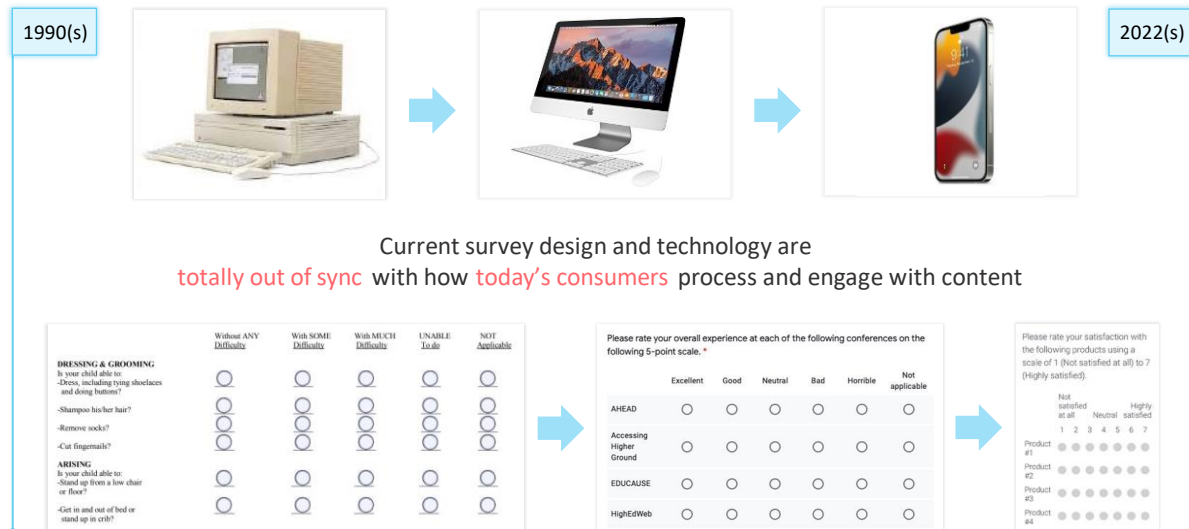 1990(s)
2022(s)
9:41
Current survey design and technology are
totally out of sync with how today's consumers process and engage with content
Without ANY With SOME With MUCH UNABLE NOT
Difficulty Difficulty Difficulty To do Applicable
DRESSING & GROOMING
Is your child able to:
-Dress, including tying shoelaces
and doing buttons?
-Shampoo his/her hair?
-Remove socks?
-Cut fingernails?
ARISING
Is your child able to:
-Stand up from a low chair
or floor?
-Get in and out of bed or
stand up in crib?
Please rate your overall experience at each of the following conferences on the
following 5-point scale. *
Excellent Good Neutral Bad Horrible Not
applicable
AHEAD
Accessing
Higher
Ground
EDUCAUSE
HighEdWeb
Please rate your satisfaction with
the following products using a
scale of 1 (Not satisfied at all) to 7
(Highly satisfied).
Not
satisfied Highly
at all Neutral satisfied
1 2 3 4 5 6 7
Product
#1
Product
#2
Product
#3
Product
#4